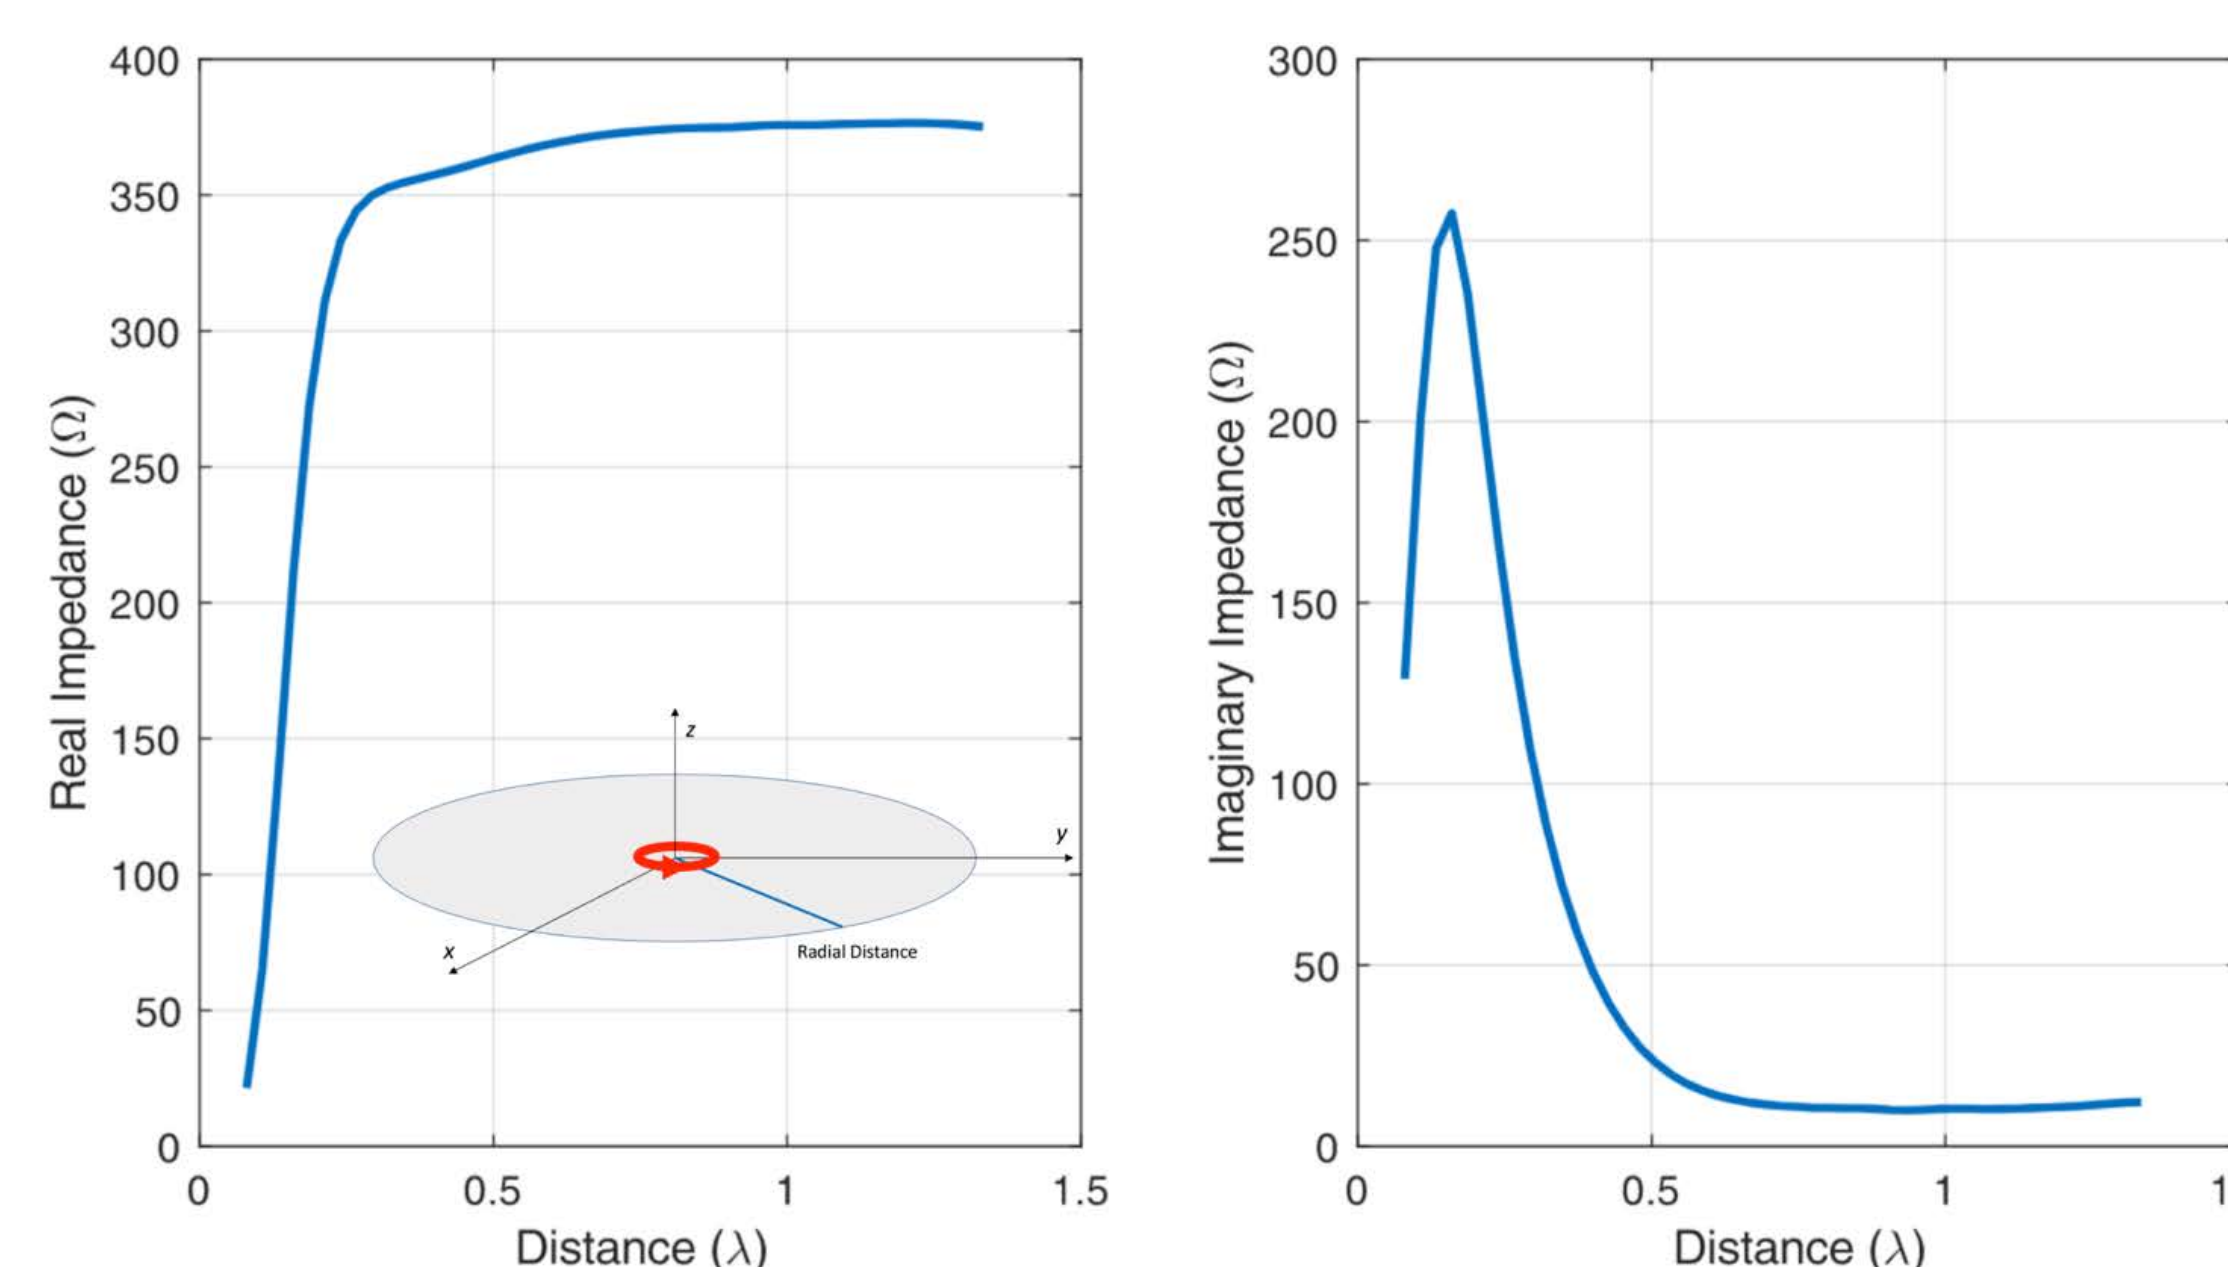 400
350
300
250
200
150
100
50
0
Real Impedance (Ω)
z
y
x
Radial Distance
0 0.5 1 1.5
Distance (λ)
300
250
200
150
100
50
0
Imaginary Impedance (Ω)
0 0.5 1
Distance (λ)